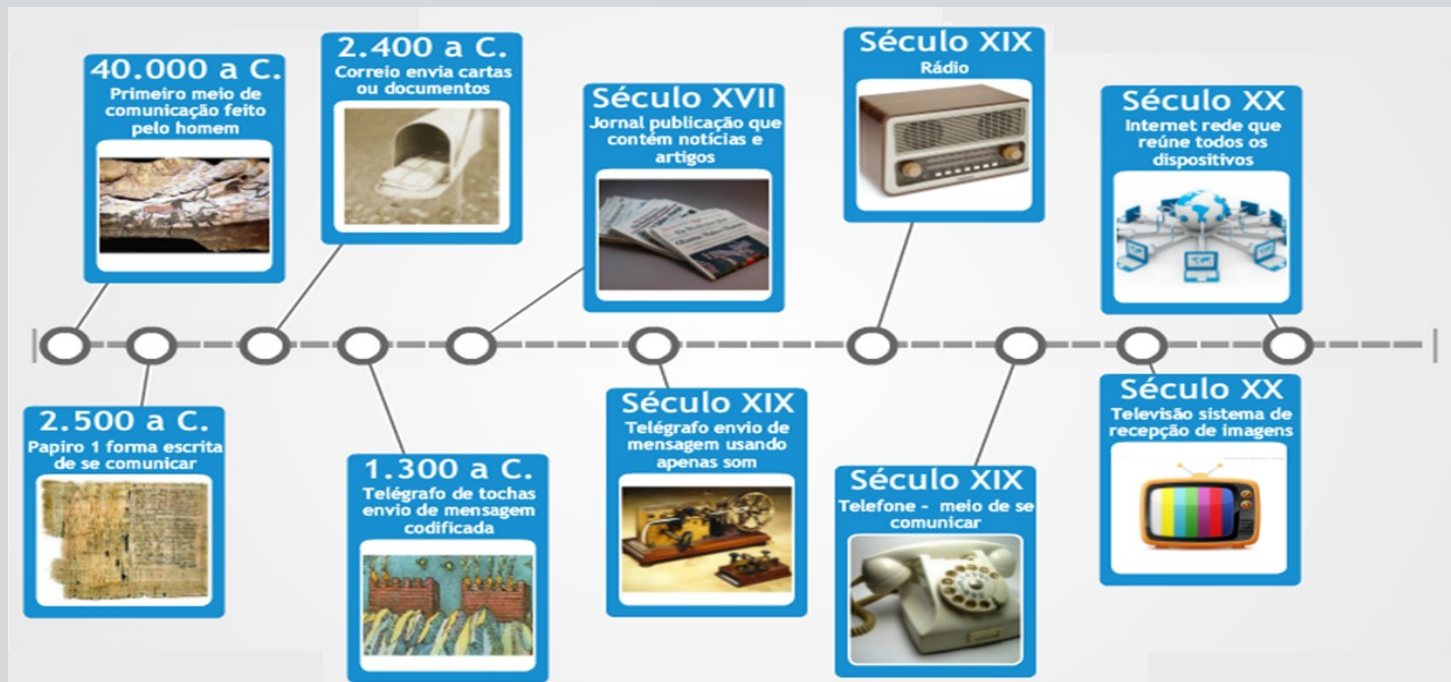 40.000 a C.
Primeiro meio de
comunicação feito
pelo homem
2.500 a C.
Papiro 1 forma escrita
de se comunicar
2.400 a C.
Correio envia cartas
ou documentos
1.300 a C.
Telégrafo de tochas
envio de mensagem
codificada
Século XVII
Jornal publicação que
contém notícias e
artigos
Século XIX
Telégrafo envio de
mensagem usando
apenas som
Século XIX
Rádio
Século XIX
Telefone - meio de se
comunicar
Século XX
Televisão sistema de
recepção de imagens
Século XX
Internet rede que
reúne todos os
dispositivos